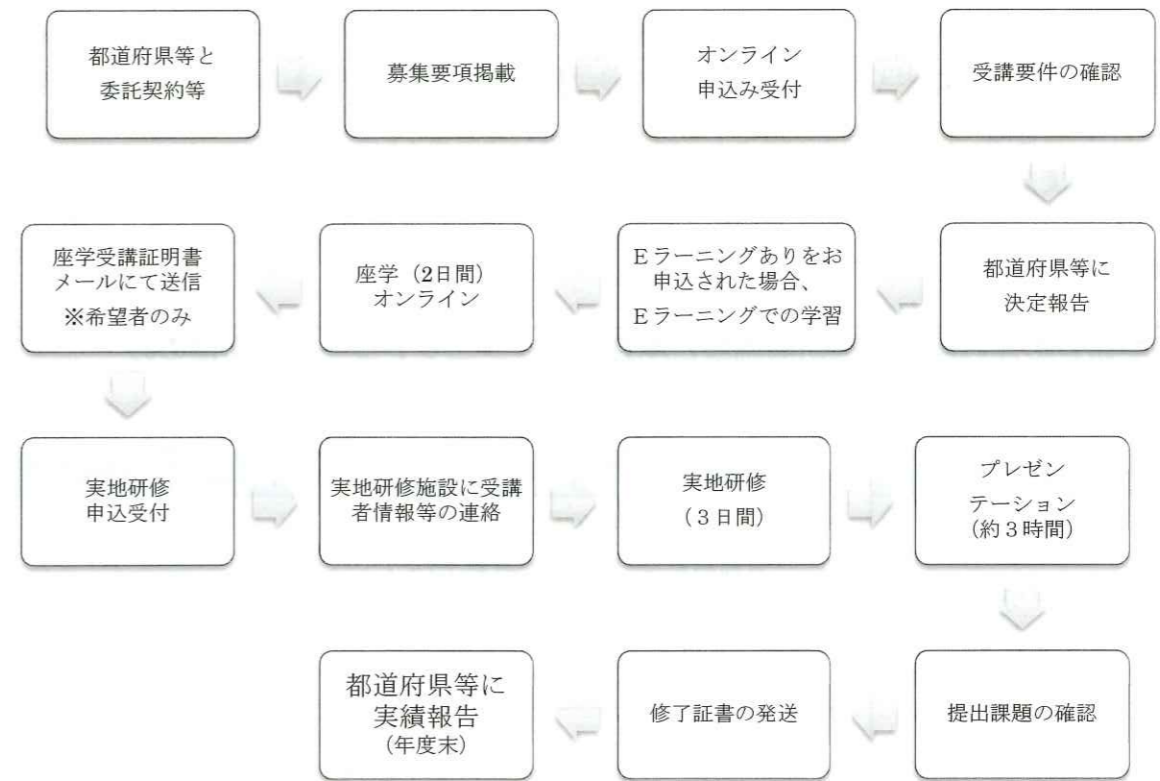 都道府県等と
委託契約等
募集要項掲載
オンライン
申込み受付
受講要件の確認
都道府県等に
決定報告
Eラーニングありをお
申込された場合、
Eラーニングでの学習
座学（2日間）
オンライン
座学受講証明書
メールにて送信
※希望者のみ
実地研修
申込受付
実地研修施設に受講
者情報等の連絡
実地研修
（３日間）
プレゼン
テーション
（約３時間）
提出課題の確認
修了証書の発送
都道府県等に
実績報告
（年度末）